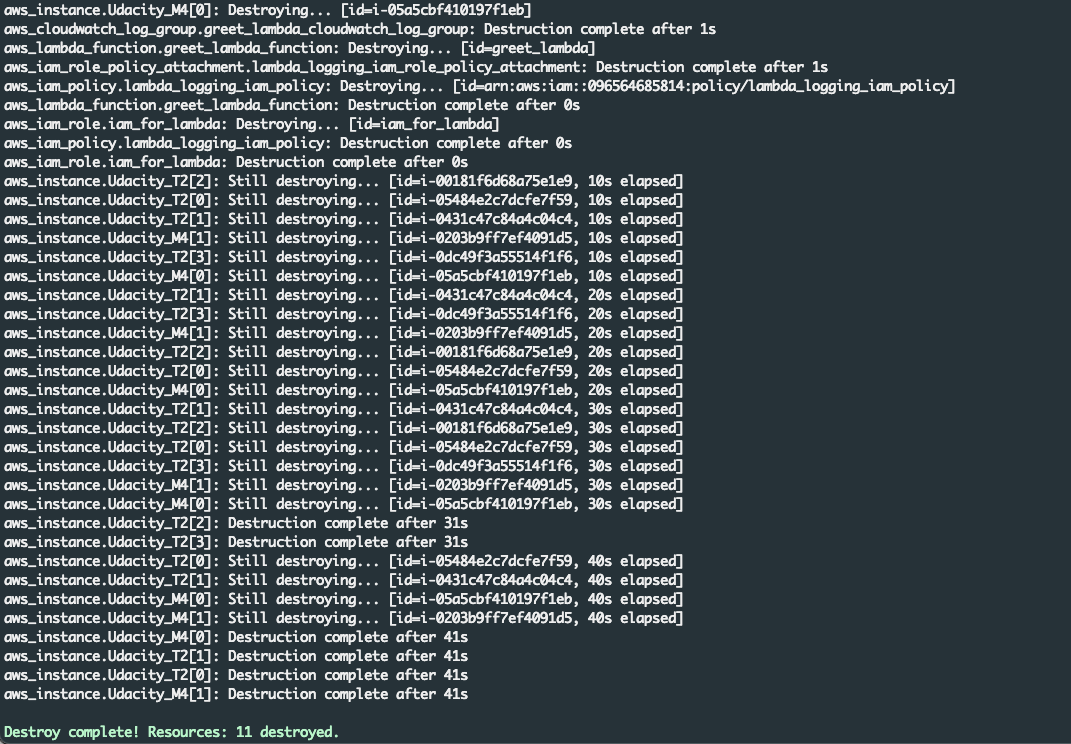 aws_instance.Udacity_M4[0]: Destroying... [id=i-05a5cbf410197f1eb]
aws_cloudwatch_log_group.greet_lambda_cloudwatch_log_group: Destruction complete after 1s
aws_lambda_function.greet_lambda_function: Destroying... [id=greet_lambda]
aws_iam_role_policy_attachment.lambda_logging_iam_role_policy_attachment: Destruction complete after 1s
aws_iam_policy.lambda_logging_iam_policy: Destroying... [id=arn:aws:iam::096564685814:policy/lambda_logging_iam_policy]
aws_lambda_function.greet_lambda_function: Destruction complete after 0s
aws_iam_role.iam_for_lambda: Destroying... [id=iam_for_lambda]
aws_iam_policy.lambda_logging_iam_policy: Destruction complete after 0s
aws_iam_role.iam_for_lambda: Destruction complete after 0s
aws_instance.Udacity_T2[2]: Still destroying... [id=i-00181f6d68a75e1e9, 10s elapsed]
aws_instance.Udacity_T2[0]: Still destroying... [id=i-05484e2c7dcfe7f59, 10s elapsed]
aws_instance.Udacity_T2[1]: Still destroying... [id=i-0431c47c84a4c04c4, 10s elapsed]
aws_instance.Udacity_M4[1]: Still destroying... [id=i-0203b9ff7ef4091d5, 10s elapsed]
aws_instance.Udacity_T2[3]: Still destroying... [id=i-0dc49f3a55514f1f6, 10s elapsed]
aws_instance.Udacity_M4[0]: Still destroying... [id=i-05a5cbf410197f1eb, 10s elapsed]
aws_instance.Udacity_T2[1]: Still destroying... [id=i-0431c47c84a4c04c4, 20s elapsed]
aws_instance.Udacity_T2[3]: Still destroying... [id=i-0dc49f3a55514f1f6, 20s elapsed]
aws_instance.Udacity_M4[1]: Still destroying... [id=i-0203b9ff7ef4091d5, 20s elapsed]
aws_instance.Udacity_T2[2]: Still destroying... [id=i-00181f6d68a75e1e9, 20s elapsed]
aws_instance.Udacity_T2[0]: Still destroying... [id=i-05484e2c7dcfe7f59, 20s elapsed]
aws_instance.Udacity_M4[0]: Still destroying... [id=i-05a5cbf410197f1eb, 20s elapsed]
aws_instance.Udacity_T2[1]: Still destroying... [id=i-0431c47c84a4c04c4, 30s elapsed]
aws_instance.Udacity_T2[2]: Still destroying... [id=i-00181f6d68a75e1e9, 30s elapsed]
aws_instance.Udacity_T2[0]: Still destroying... [id=i-05484e2c7dcfe7f59, 30s elapsed]
aws_instance.Udacity_T2[3]: Still destroying... [id=i-0dc49f3a55514f1f6, 30s elapsed]
aws_instance.Udacity_M4[1]: Still destroying... [id=i-0203b9ff7ef4091d5, 30s elapsed]
aws_instance.Udacity_M4[0]: Still destroying... [id=i-05a5cbf410197f1eb, 30s elapsed]
aws_instance.Udacity_T2[2]: Destruction complete after 31s
aws_instance.Udacity_T2[3]: Destruction complete after 31s
aws_instance.Udacity_T2[0]: Still destroying... [id=i-05484e2c7dcfe7f59, 40s elapsed]
aws_instance.Udacity_T2[1]: Still destroying... [id=i-0431c47c84a4c04c4, 40s elapsed]
aws_instance.Udacity_M4[0]: Still destroying... [id=i-05a5cbf410197f1eb, 40s elapsed]
aws_instance.Udacity_M4[1]: Still destroying... [id=i-0203b9ff7ef4091d5, 40s elapsed]
aws_instance.Udacity_M4[0]: Destruction complete after 41s
aws_instance.Udacity_T2[1]: Destruction complete after 41s
aws_instance.Udacity_T2[0]: Destruction complete after 41s
aws_instance.Udacity_M4[1]: Destruction complete after 41s
Destroy complete! Resources: 11 destroyed.